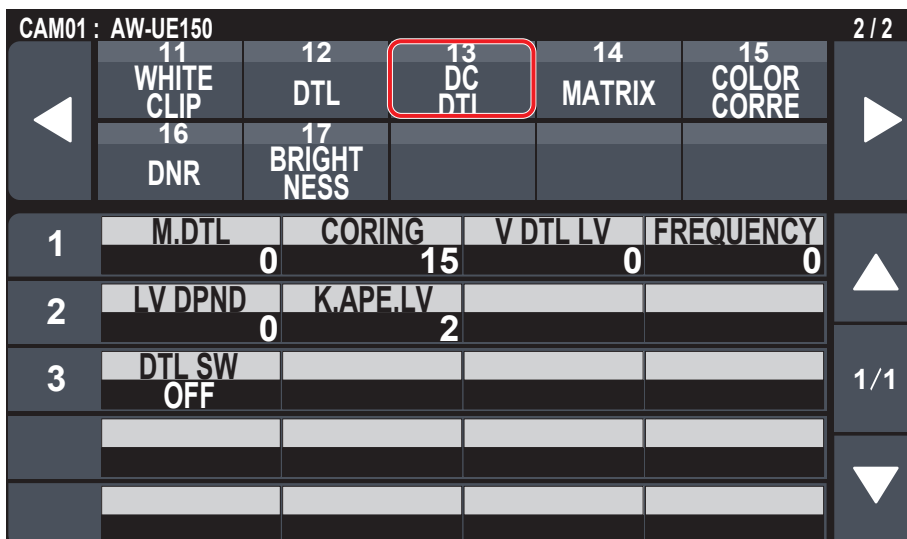 CAM01 : AW-UE150 2 / 2
11 12 13 14 15
WHITE CLIP DTL DC DTL MATRIX COLOR CORRE
16 17
DNR BRIGHT NESS
1 M.DTL CORING V DTL LV FREQUENCY
0 15 0 0
2 LV DPND K.APE.LV
0 2
3 DTL SW 1/1
OFF